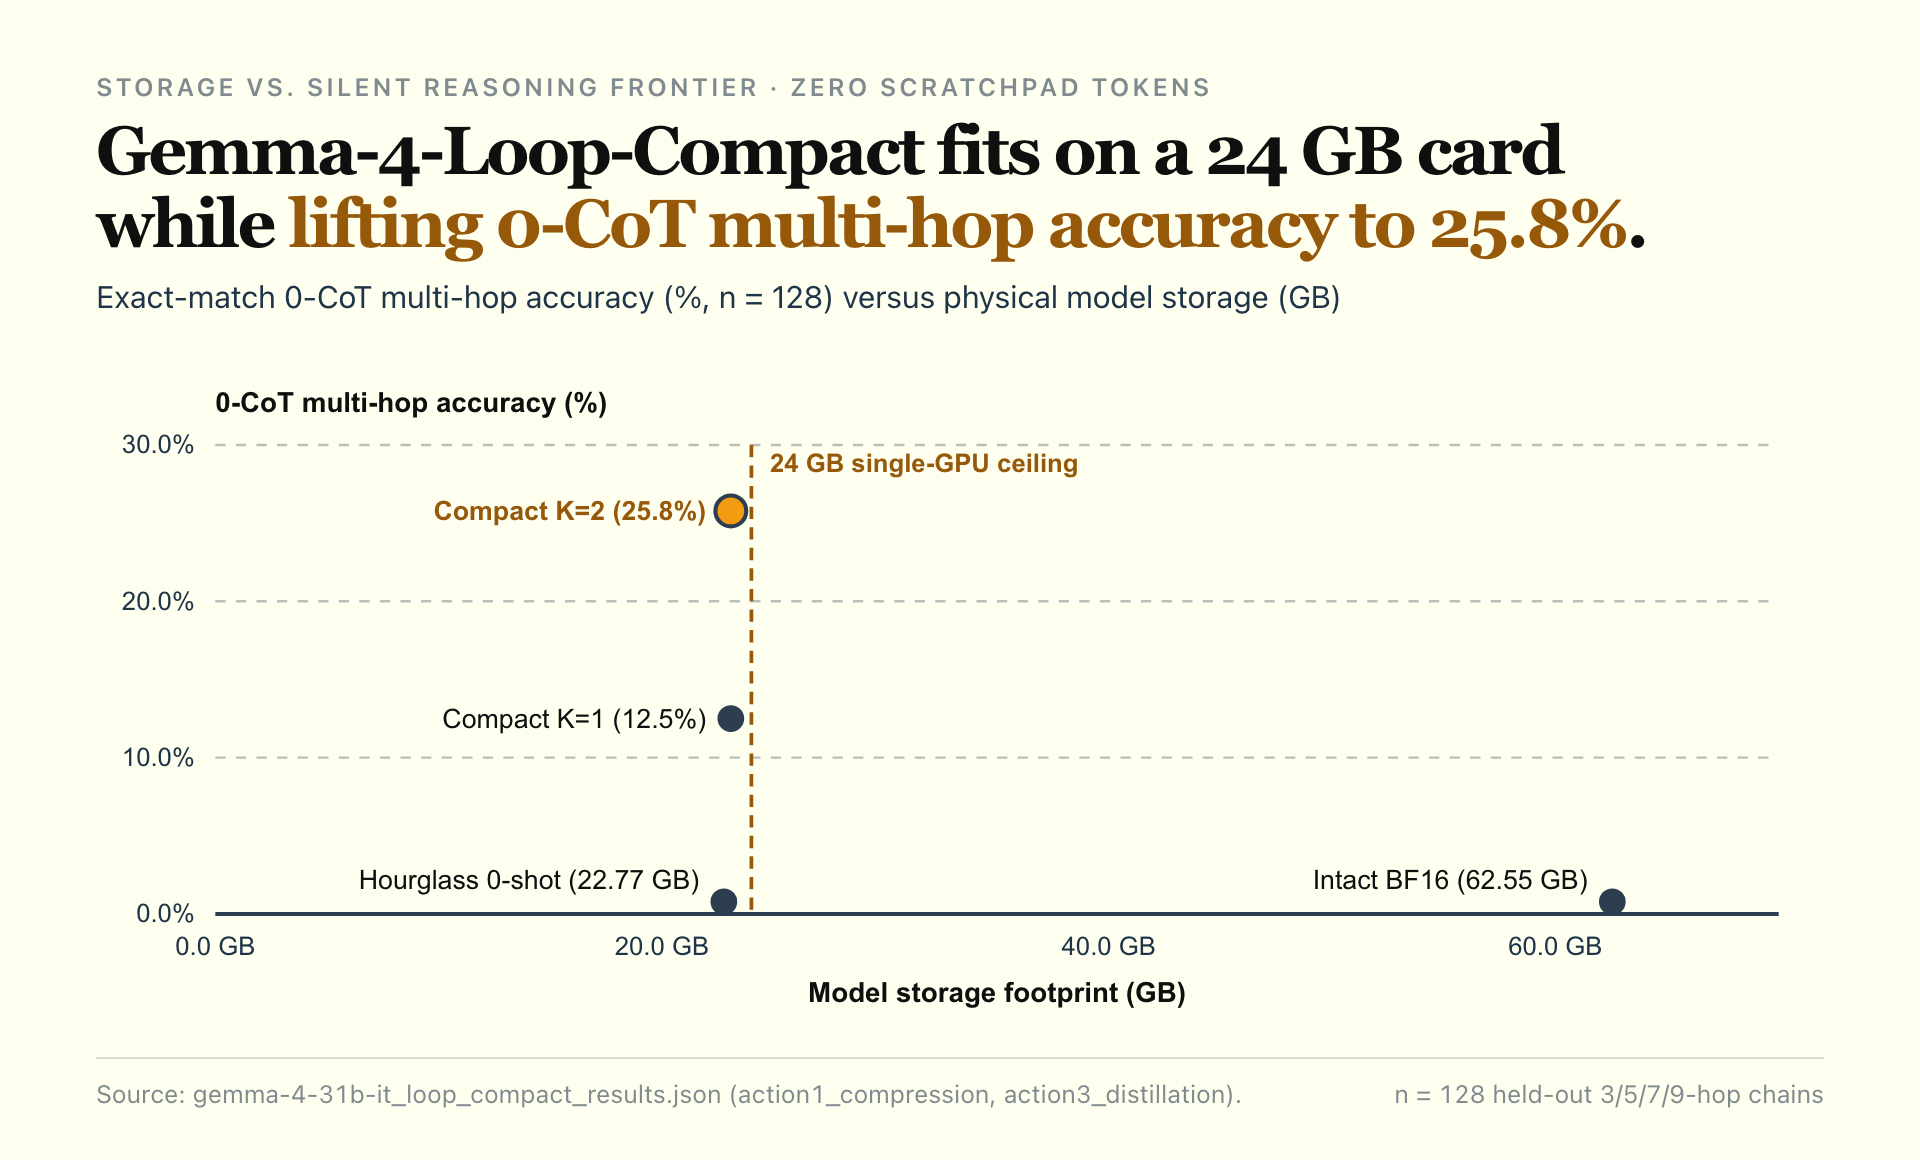 STORAGE VS. SILENT REASONING FRONTIER · ZERO SCRATCHPAD TOKENS
Gemma-4-Loop-Compact fits on a 24 GB card
while lifting 0-CoT multi-hop accuracy to 25.8%.
Exact-match 0-CoT multi-hop accuracy (%, n = 128) versus physical model storage (GB)
0-CoT multi-hop accuracy (%)
30.0%
24 GB single-GPU ceiling
Compact K=2 (25.8%)
20.0%
Compact K=1 (12.5%)
10.0%
Hourglass 0-shot (22.77 GB)
Intact BF16 (62.55 GB)
0.0%
0.0 GB
20.0 GB
40.0 GB
60.0 GB
Model storage footprint (GB)
Source: gemma-4-31b-it_loop_compact_results.json (action1_compression, action3_distillation).
n = 128 held-out 3/5/7/9-hop chains